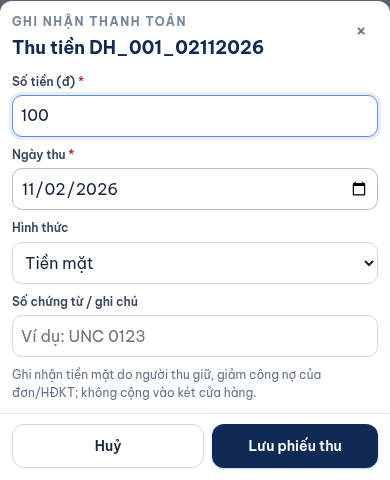 GHI NHẬN THANH TOÁN
Thu tiền DH_001_02112026
×
Số tiền (đ) *
100
Ngày thu *
11/02/2026
Hình thức
Tiền mặt
Số chứng từ / ghi chú
Ví dụ: UNC 0123
Ghi nhận tiền mặt do người thu giữ, giảm công nợ của
đơn/HĐKT; không cộng vào két cửa hàng.
Huỷ
Lưu phiếu thu